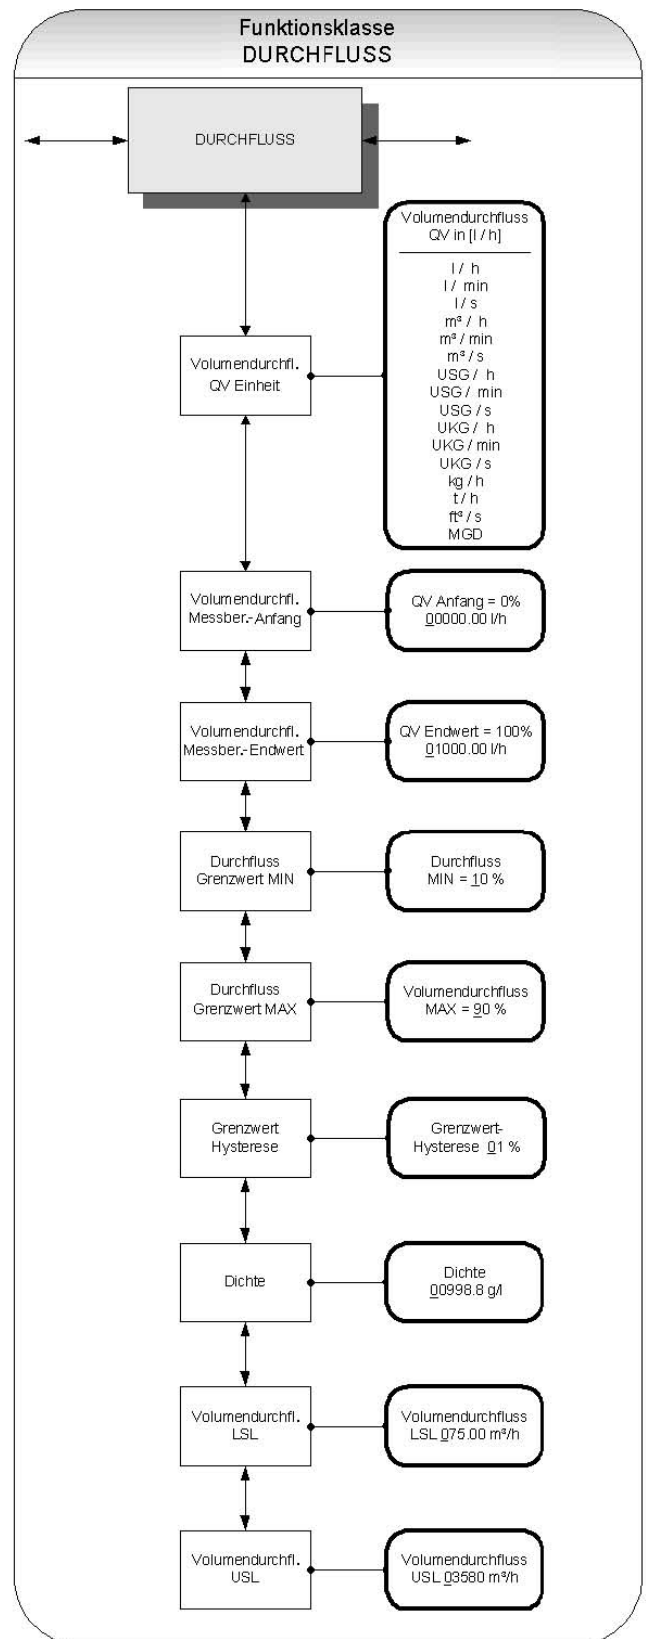 Funktionsklasse
DURCHFLUSS
DURCHFLUSS
Volumendurchfluss
QV in [l / h]
l / h
l / min
l / s
m³ / h
m³ / min
m³ / s
USG / h
USG / min
USG / s
UKG / h
UKG / min
UKG / s
kg / h
t / h
ft³ / s
MGD
Volumendurchfl.
QV Einheit
Volumendurchfl.
Messber.-Anfang
QV Anfang = 0%
00000.00 l/h
Volumendurchfl.
Messber.-Endwert
QV Endwert = 100%
01000.00 l/h
Durchfluss
Grenzwert MIN
Durchfluss
MIN = 10 %
Durchfluss
Grenzwert MAX
Volumendurchfluss
MAX = 90 %
Grenzwert
Hysterese
Grenzwert-
Hysterese 01 %
Dichte
Dichte
00998.8 g/l
Volumendurchfl.
LSL
Volumendurchfluss
LSL 075.00 m³/h
Volumendurchfl.
USL
Volumendurchfluss
USL 03580 m³/h